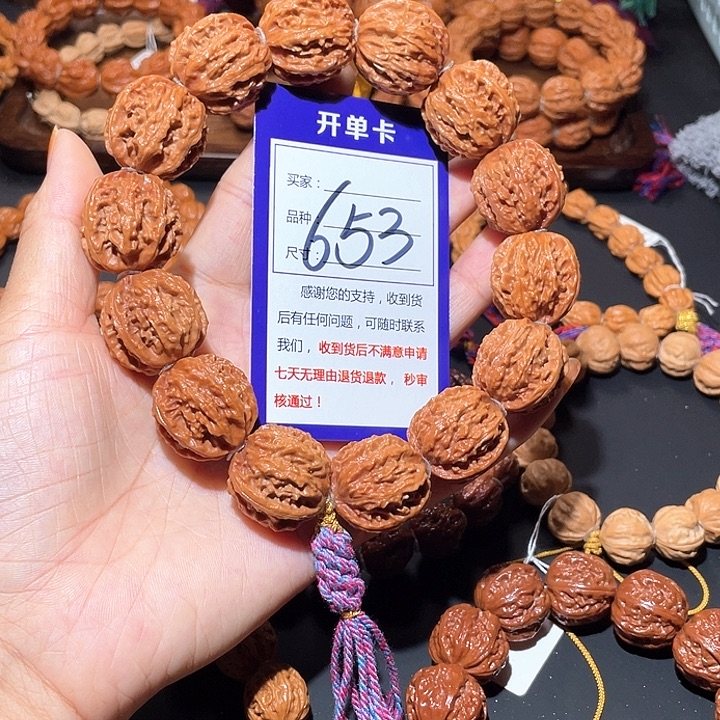 开单卡
买家：
品种：
653
尺寸：
感谢您的支持，收到货
后有任何问题，可随时联系
我们，收到货后不满意申请
七天无理由退货退款，秒审
核通过！